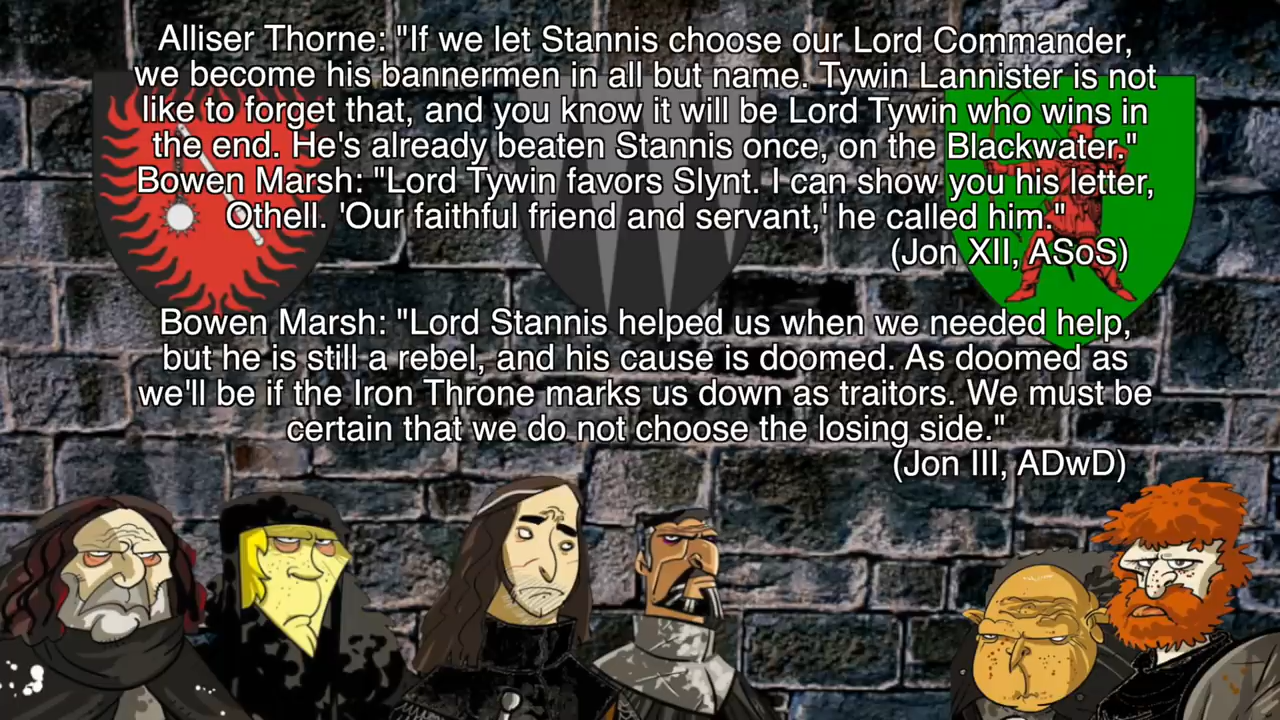 Alliser Thorne: "If we let Stannis choose our Lord Commander,
we become his bannermen in all but name. Tywin Lannister is not
like to forget that, and you know it will be Lord Tywin who wins in
the end. He's already beaten Stannis once, on the Blackwater."
Bowen Marsh: "Lord Tywin favors Slynt. I can show you his letter,
Othell. 'Our faithful friend and servant,' he called him."
(Jon XII, ASoS)
Bowen Marsh: "Lord Stannis helped us when we needed help,
but he is still a rebel, and his cause is doomed. As doomed as
we'll be if the Iron Throne marks us down as traitors. We must be
certain that we do not choose the losing side."
(Jon III, ADwD)